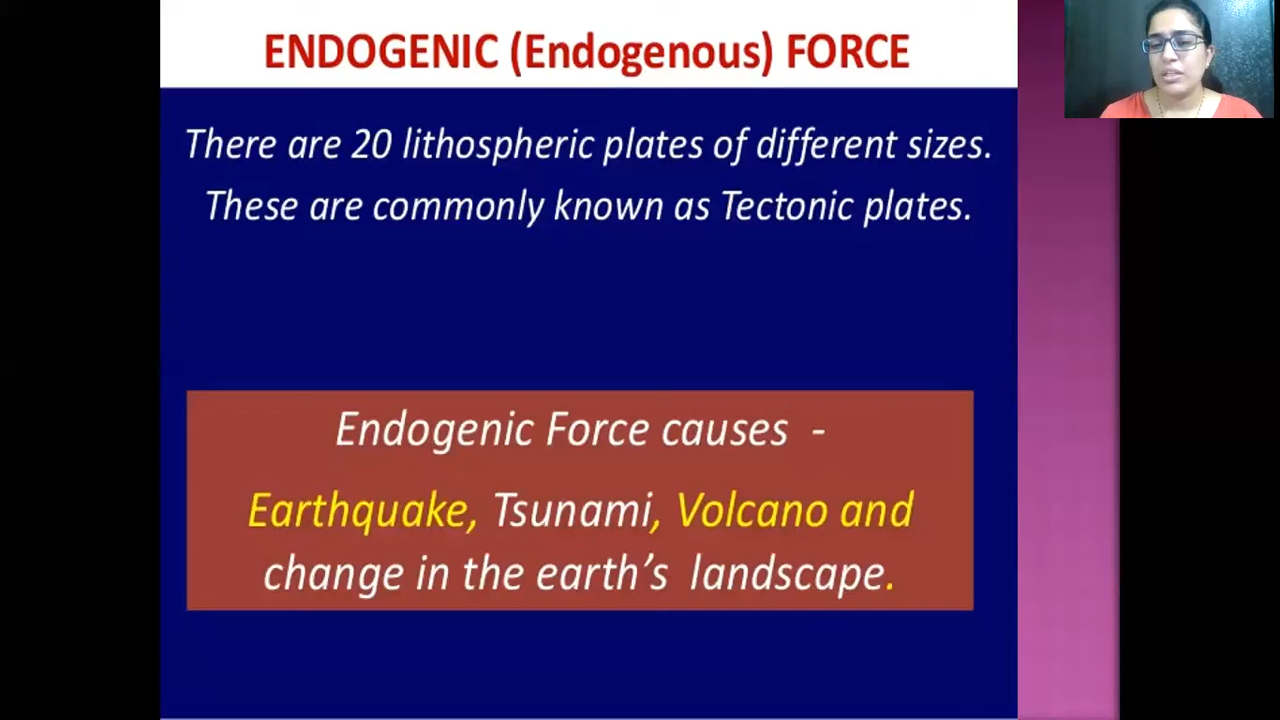 ENDOGENIC (Endogenous) FORCE
There are 20 lithospheric plates of different sizes.
These are commonly known as Tectonic plates.
Endogenic Force causes -
Earthquake, Tsunami, Volcano and
change in the earth’s landscape.